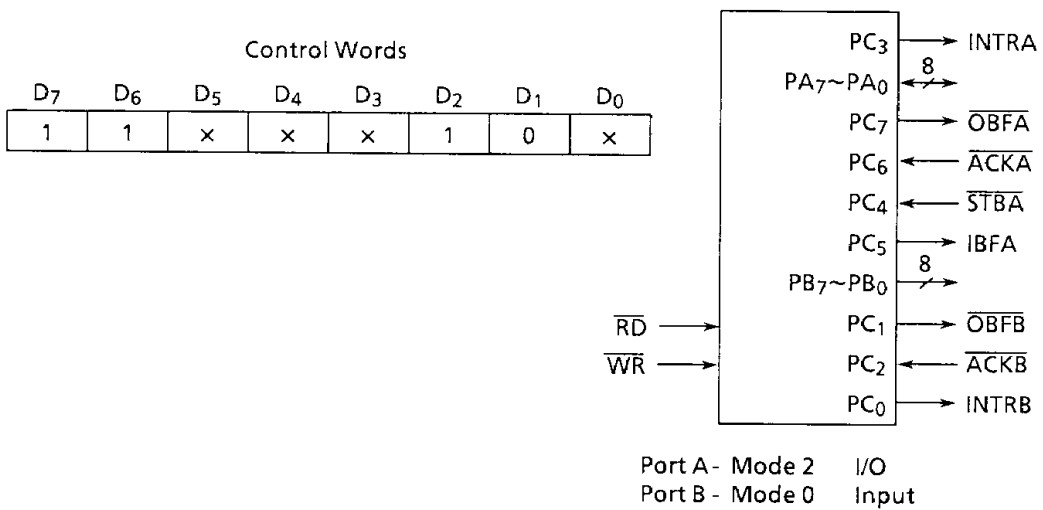 Control Words
D7 D6 D5 D4 D3 D2 D1 D0
1 1 × × × 1 0 ×
PC3 INTRA
PA7~PA0 8
PC7 OBFA
PC6 ACKA
PC4 STBA
PC5 IBFA
PB7~PB0 8
RD PC1 OBFB
WR PC2 ACKB
PC0 INTRB
Port A - Mode 2 I/O
Port B - Mode 0 Input